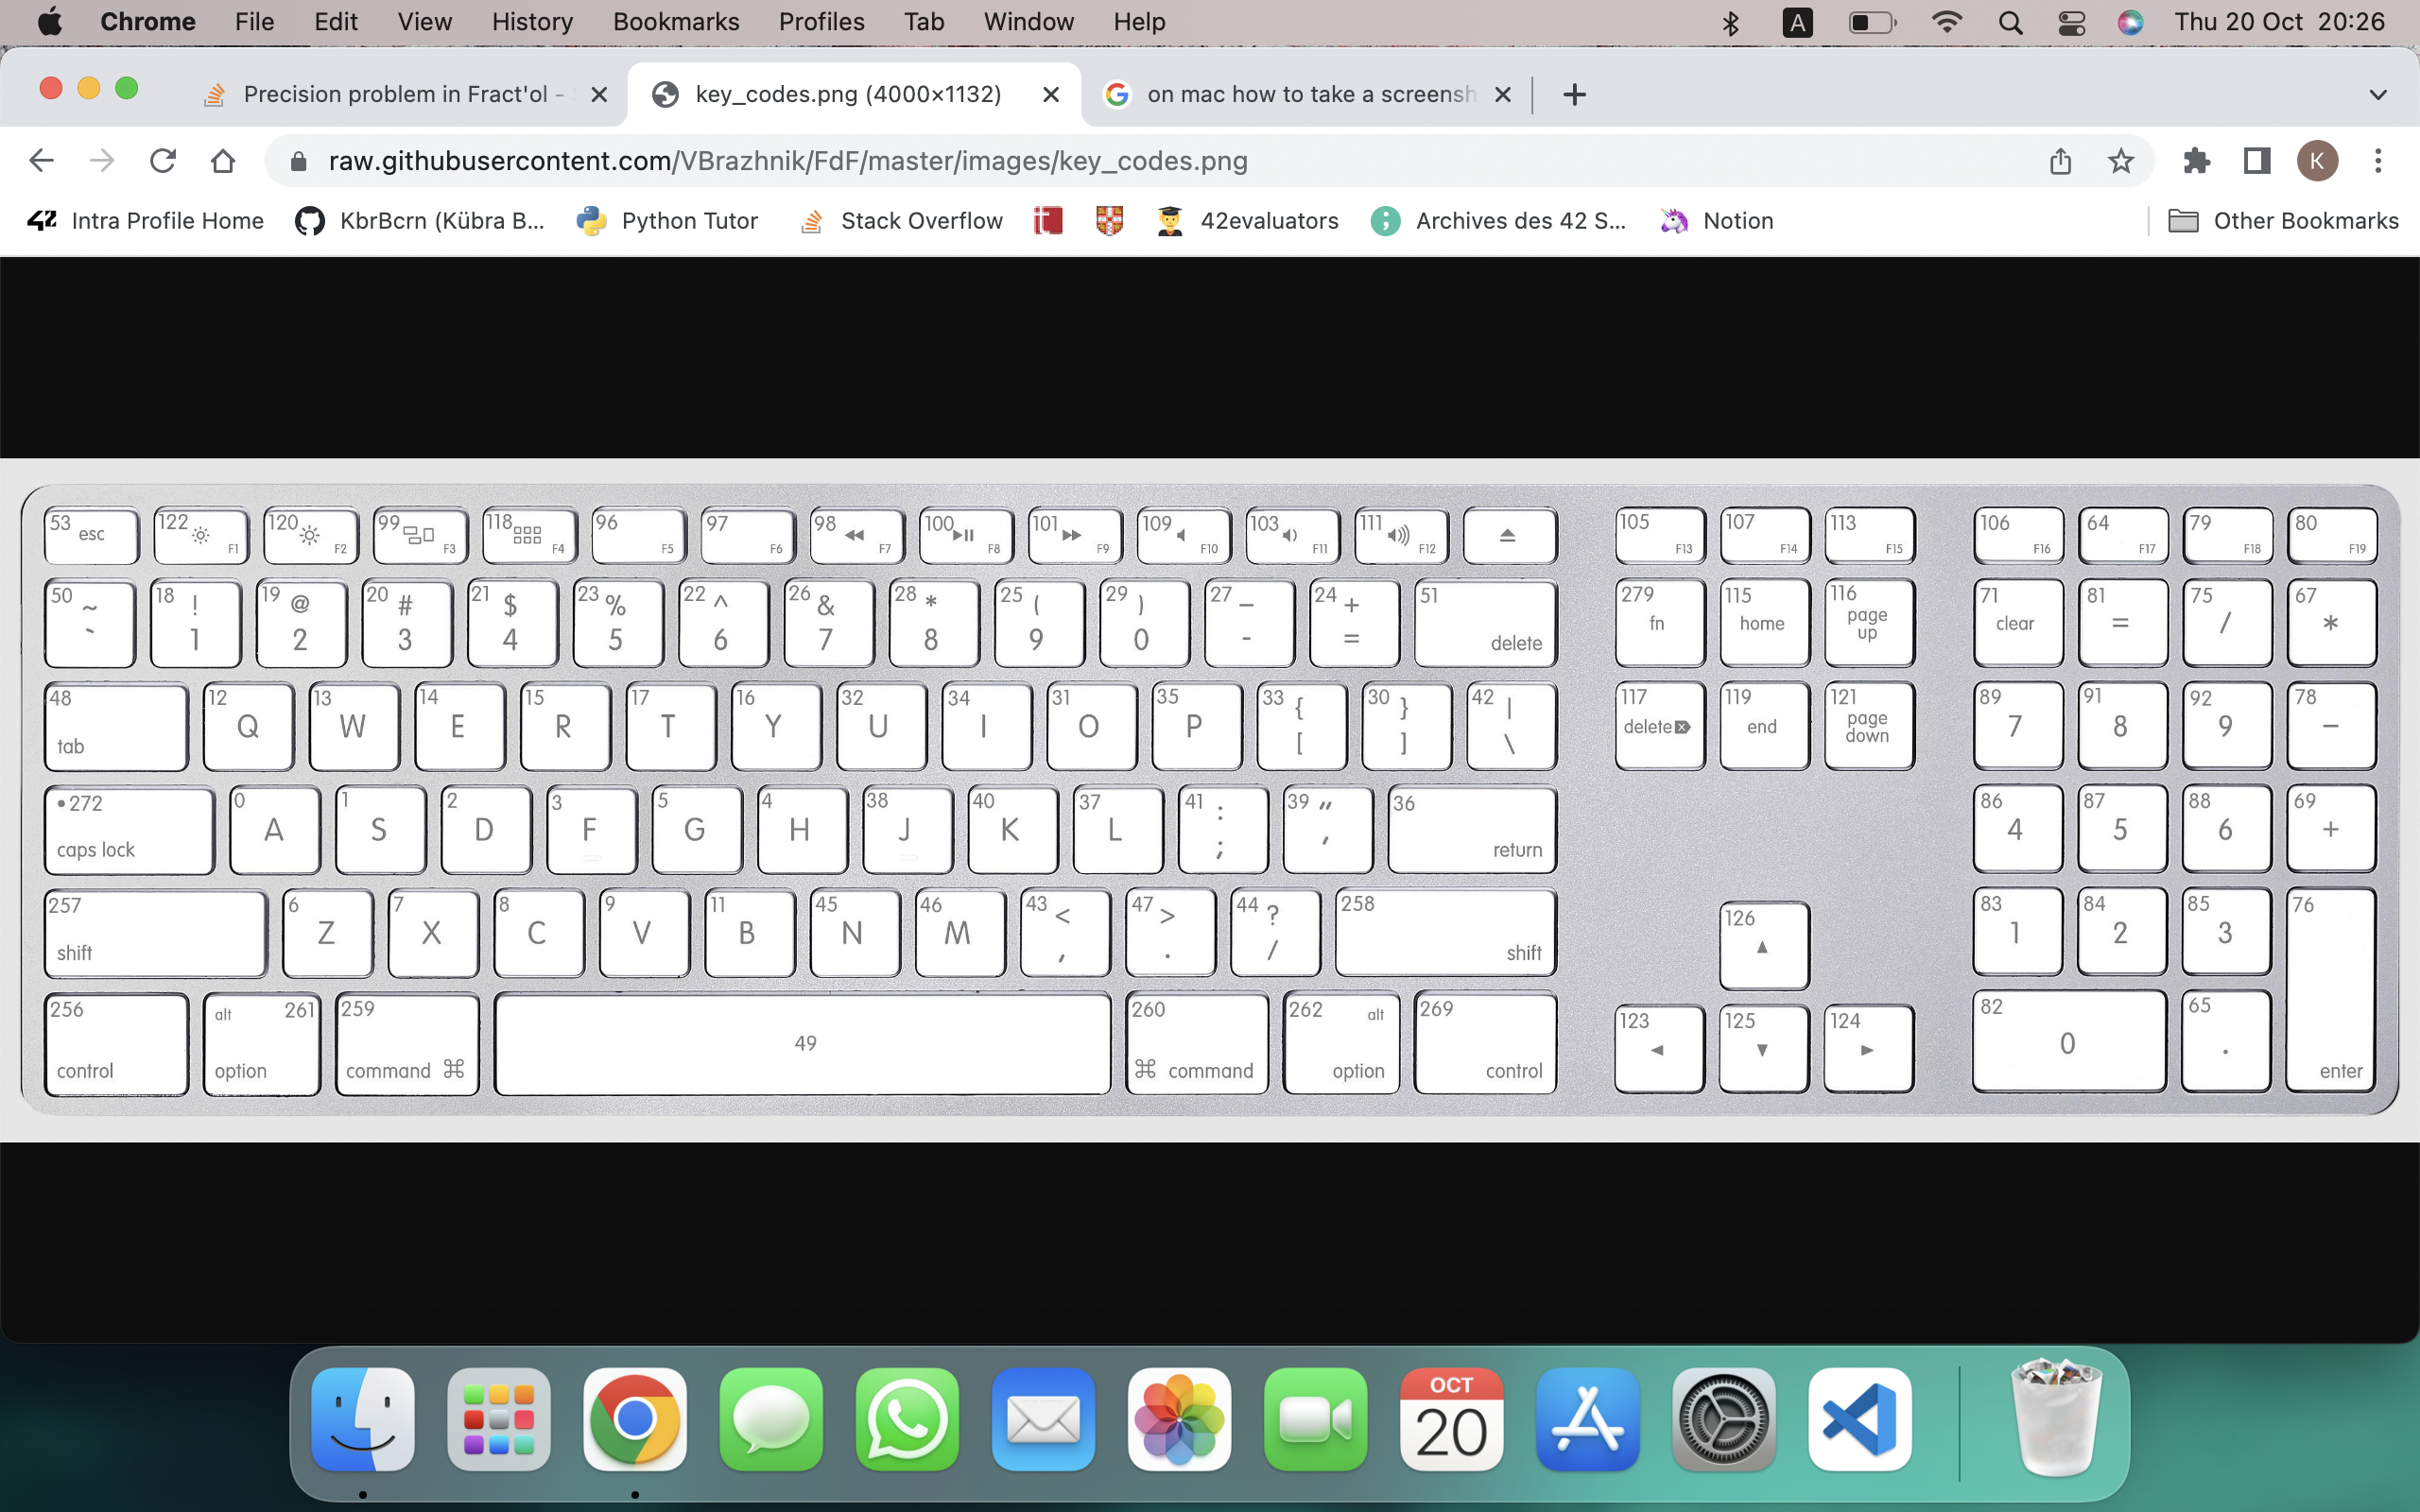 Chrome File Edit View History Bookmarks Profiles Tab Window Help A Thu 20 Oct 20:26
Precision problem in Fract'ol - key_codes.png (4000×1132) on mac how to take a screensh
raw.githubusercontent.com/VBrazhnik/FdF/master/images/key_codes.png K
42 Intra Profile Home KbrBcrn (Kübra B... Python Tutor Stack Overflow 42evaluators Archives des 42 S... Notion Other Bookmarks
53 esc 122 F1 120 F2 99 F3 118 F4 96 F5 97 F6 98 F7 100 F8 101 F9 109 F10 103 F11 111 F12 105 F13 107 F14 113 F15 106 F16 64 F17 79 F18 80 F19
50 ~ ` 18 ! 1 19 @ 2 20 # 3 21 $ 4 23 % 5 22 ^ 6 26 & 7 28 * 8 25 ( 9 29 ) 0 27 – - 24 + = 51 delete 279 fn 115 home 116 page up 71 clear 81 = 75 / 67 *
48 tab 12 Q 13 W 14 E 15 R 17 T 16 Y 32 U 34 I 31 O 35 P 33 { [ 30 } ] 42 | \ 117 delete 119 end 121 page down 89 7 91 8 92 9 78 –
•272 caps lock 0 A 1 S 2 D 3 F 5 G 4 H 38 J 40 K 37 L 41 : ; 39 " ' 36 return 86 4 87 5 88 6 69 +
257 shift 6 Z 7 X 8 C 9 V 11 B 45 N 46 M 43 < , 47 > . 44 ? / 258 shift 126 ▲ 83 1 84 2 85 3 76 enter
256 control alt 261 option 259 command ⌘ 49 260 ⌘ command 262 alt option 269 control 123 ◄ 125 ▼ 124 ► 82 0 65 .
OCT
20